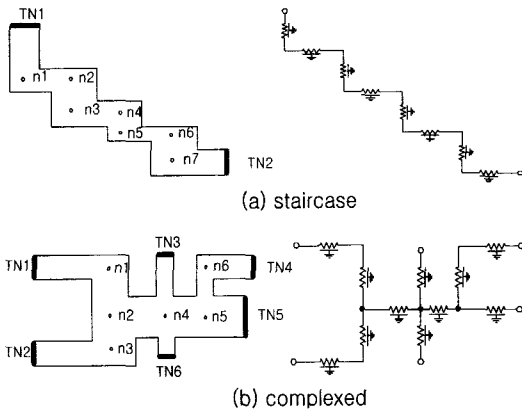 TN1
n1
n2
n3
n4
n5
n6
n7
TN2
(a) staircase
TN1
n1
TN3
n6
TN4
n2
n4
n5
TN5
TN2
n3
TN6
(b) complexed